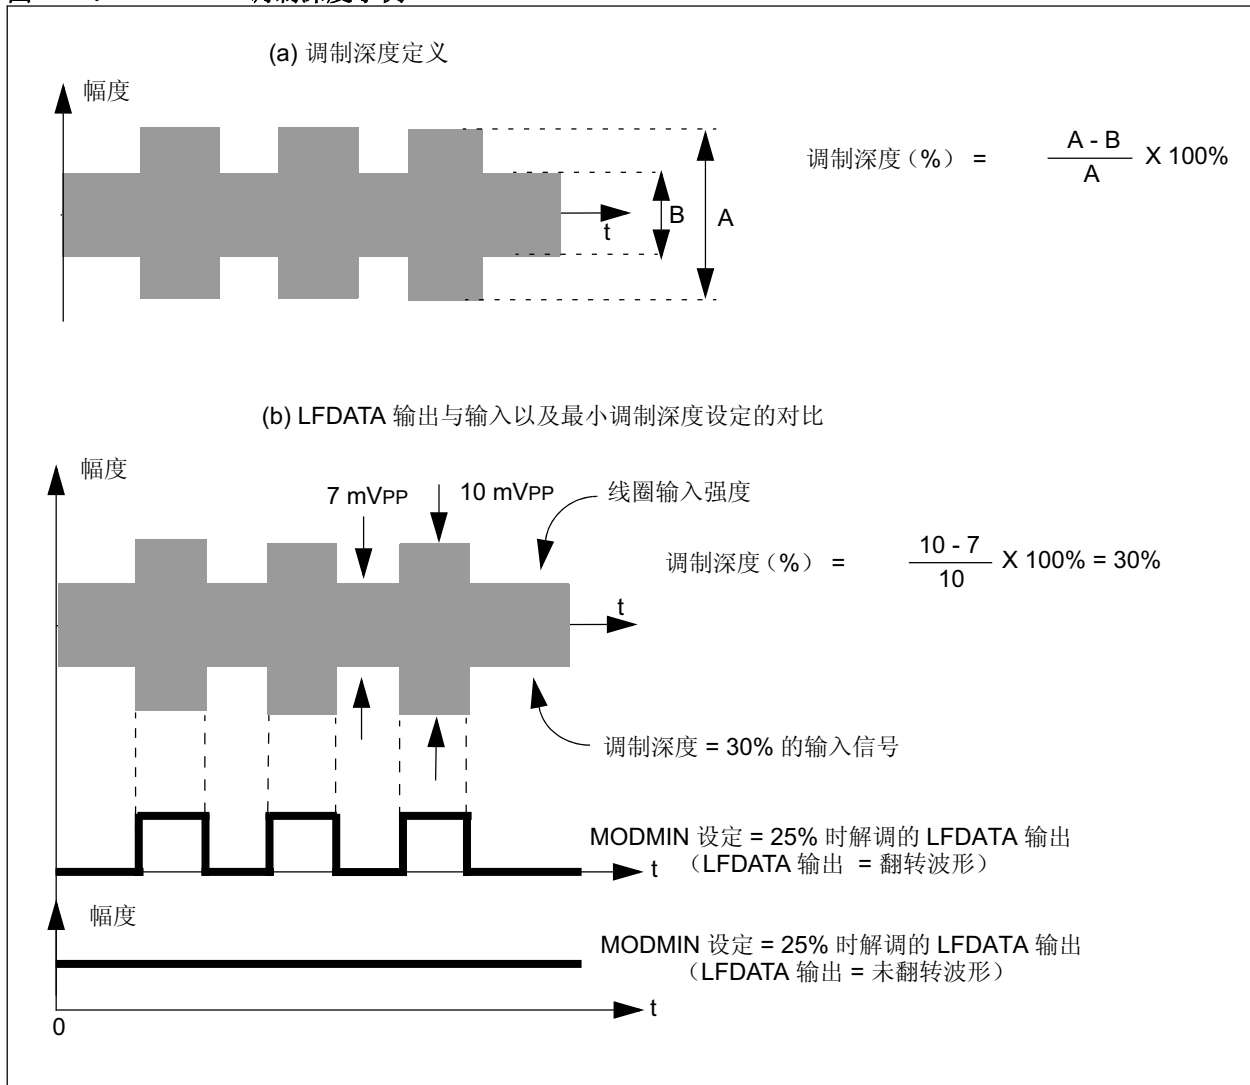 (a) 调制深度定义
幅度
调制深度（%） = A - B / A X 100%
B
A
t
(b) LFDATA 输出与输入以及最小调制深度设定的对比
幅度
7 mVPP
10 mVPP
线圈输入强度
调制深度（%） = 10 - 7 / 10 X 100% = 30%
t
调制深度 = 30% 的输入信号
MODMIN 设定 = 25% 时解调的 LFDATA 输出
t
（LFDATA 输出 = 翻转波形）
幅度
MODMIN 设定 = 25% 时解调的 LFDATA 输出
（LFDATA 输出 = 未翻转波形）
t
0